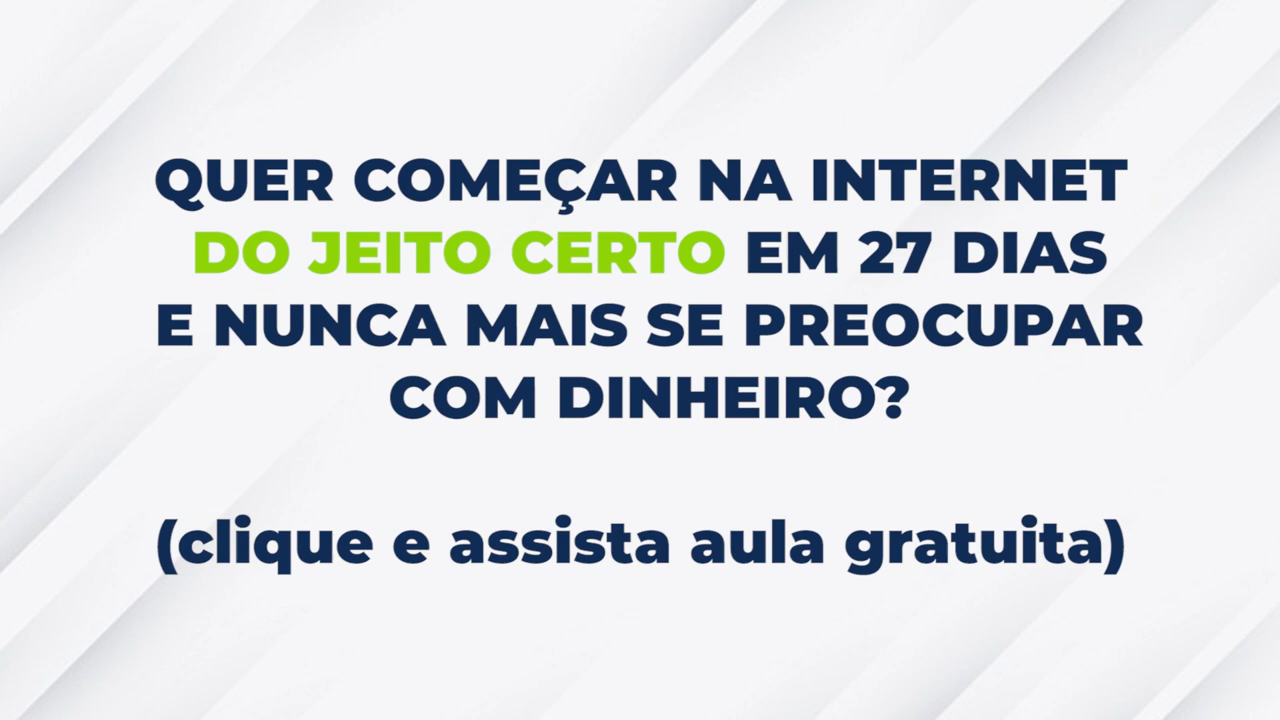 QUER COMEÇAR NA INTERNET
DO JEITO CERTO EM 27 DIAS
E NUNCA MAIS SE PREOCUPAR
COM DINHEIRO?
(clique e assista aula gratuita)